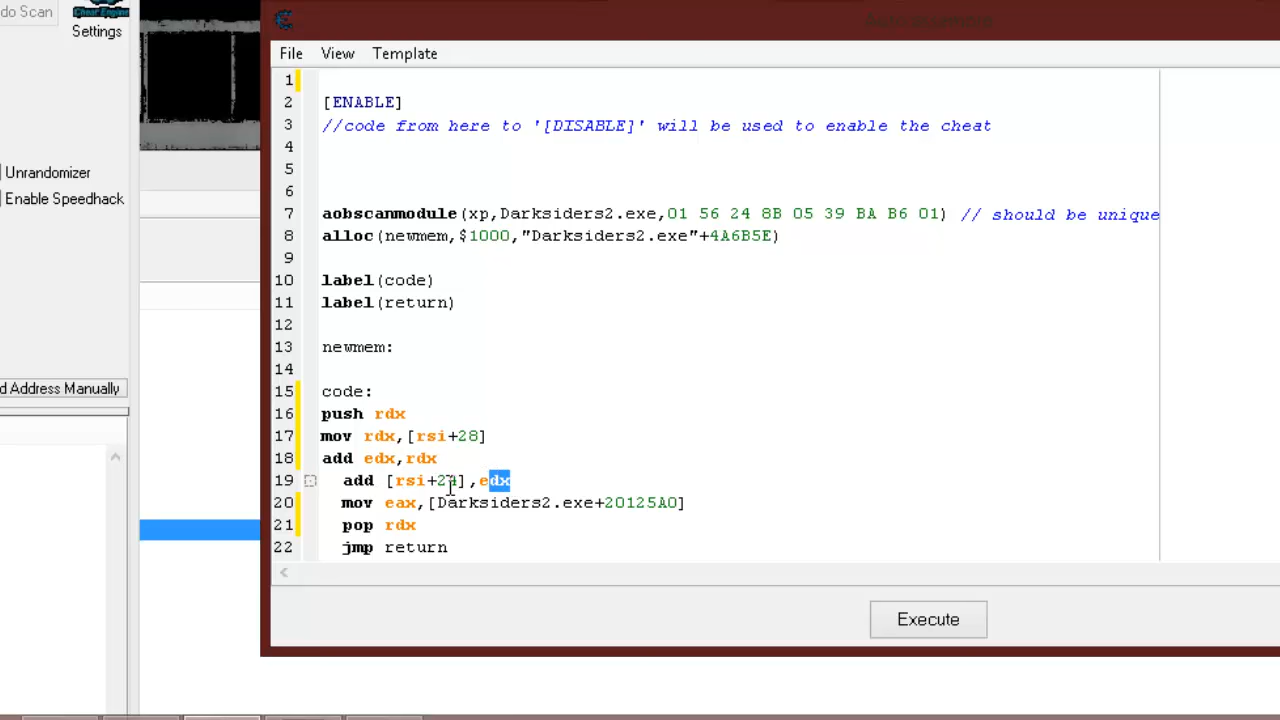 do Scan
Cheat Engine
Settings
Unrandomizer
Enable Speedhack
d Address Manually
Auto assemble
File View Template
1
2 [ENABLE]
3 //code from here to '[DISABLE]' will be used to enable the cheat
4
5
6
7 aobscanmodule(xp,Darksiders2.exe,01 56 24 8B 05 39 BA B6 01) // should be unique
8 alloc(newmem,$1000,"Darksiders2.exe"+4A6B5E)
9
10 label(code)
11 label(return)
12
13 newmem:
14
15 code:
16 push rdx
17 mov rdx,[rsi+28]
18 add edx,rdx
19 add [rsi+24],edx
20 mov eax,[Darksiders2.exe+20125A0]
21 pop rdx
22 jmp return
Execute